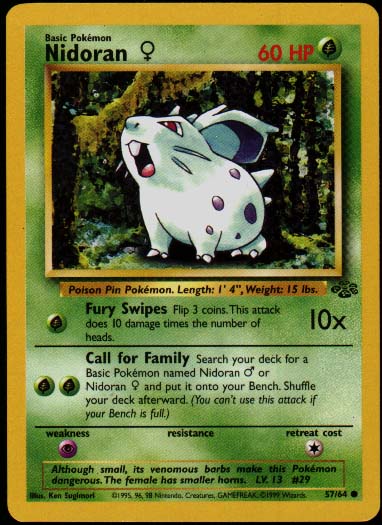 Basic Pokémon
Nidoran ♀ 60 HP
Poison Pin Pokémon. Length: 1' 4", Weight: 15 lbs.
Fury Swipes Flip 3 coins. This attack
does 10 damage times the number of
heads.
10x
Call for Family Search your deck for a
Basic Pokémon named Nidoran ♂ or
Nidoran ♀ and put it onto your Bench. Shuffle
your deck afterward. (You can't use this attack if
your Bench is full.)
weakness resistance retreat cost
Although small, its venomous barbs make this Pokémon
dangerous. The female has smaller horns. LV. 13 #29
Illus. Ken Sugimori ©1995, 96, 98 Nintendo, Creatures, GAMEFREAK. ©1999 Wizards. 57/64